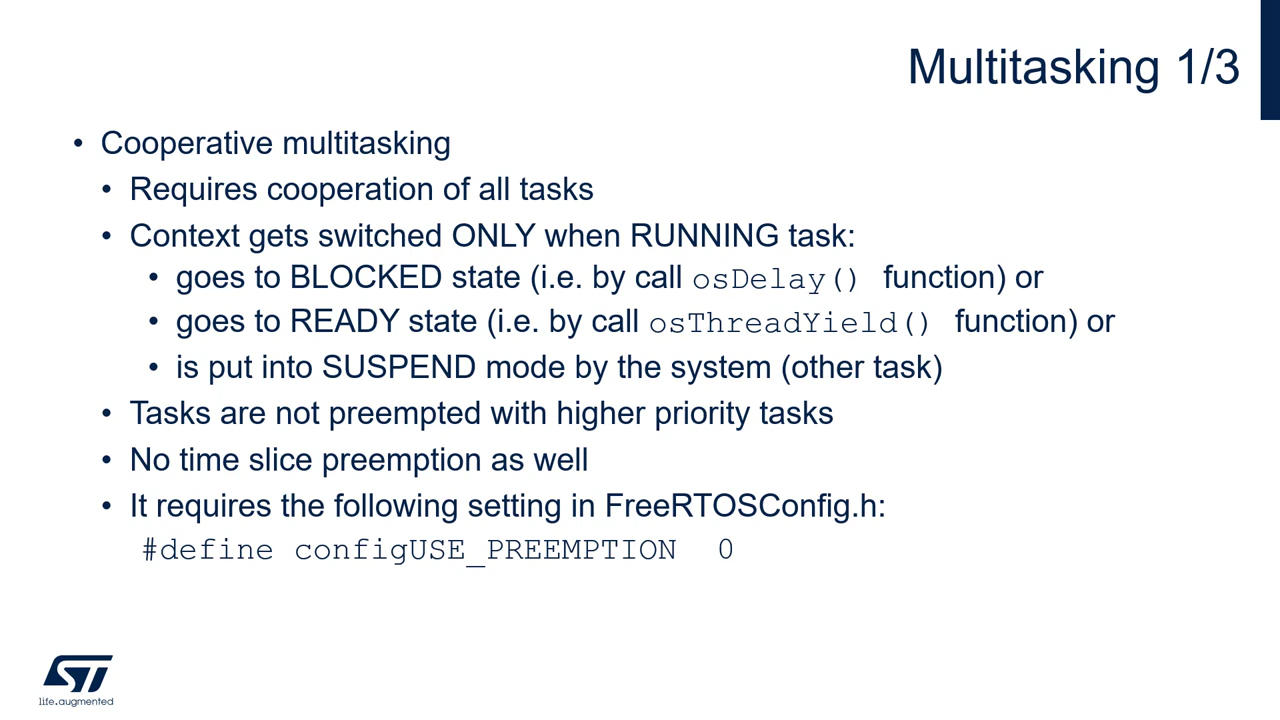 Multitasking 1/3
• Cooperative multitasking
• Requires cooperation of all tasks
• Context gets switched ONLY when RUNNING task:
• goes to BLOCKED state (i.e. by call osDelay() function) or
• goes to READY state (i.e. by call osThreadYield() function) or
• is put into SUSPEND mode by the system (other task)
• Tasks are not preempted with higher priority tasks
• No time slice preemption as well
• It requires the following setting in FreeRTOSConfig.h:
#define configUSE_PREEMPTION 0
ST
life.augmented